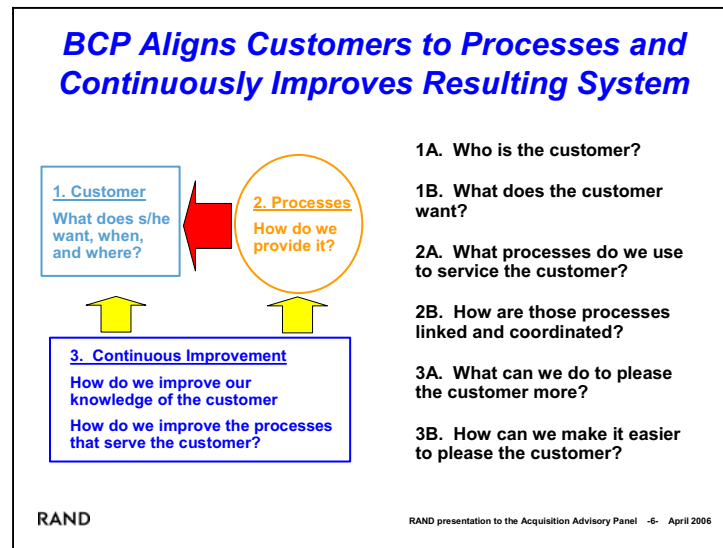 BCP Aligns Customers to Processes and
Continuously Improves Resulting System
1. Customer
What does s/he
want, when,
and where?
2. Processes
How do we
provide it?
3. Continuous Improvement
How do we improve our
knowledge of the customer
How do we improve the processes
that serve the customer?
1A. Who is the customer?
1B. What does the customer
want?
2A. What processes do we use
to service the customer?
2B. How are those processes
linked and coordinated?
3A. What can we do to please
the customer more?
3B. How can we make it easier
to please the customer?
RAND
RAND presentation to the Acquisition Advisory Panel -6- April 2006